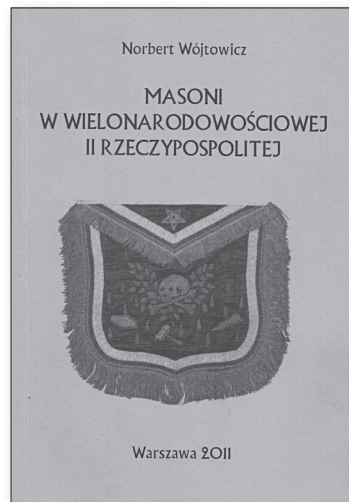 Norbert Wójtowicz
MASONI
W WIELONARODOWOŚCIOWEJ
II RZECZYPOSPOLITEJ
Warszawa 2011